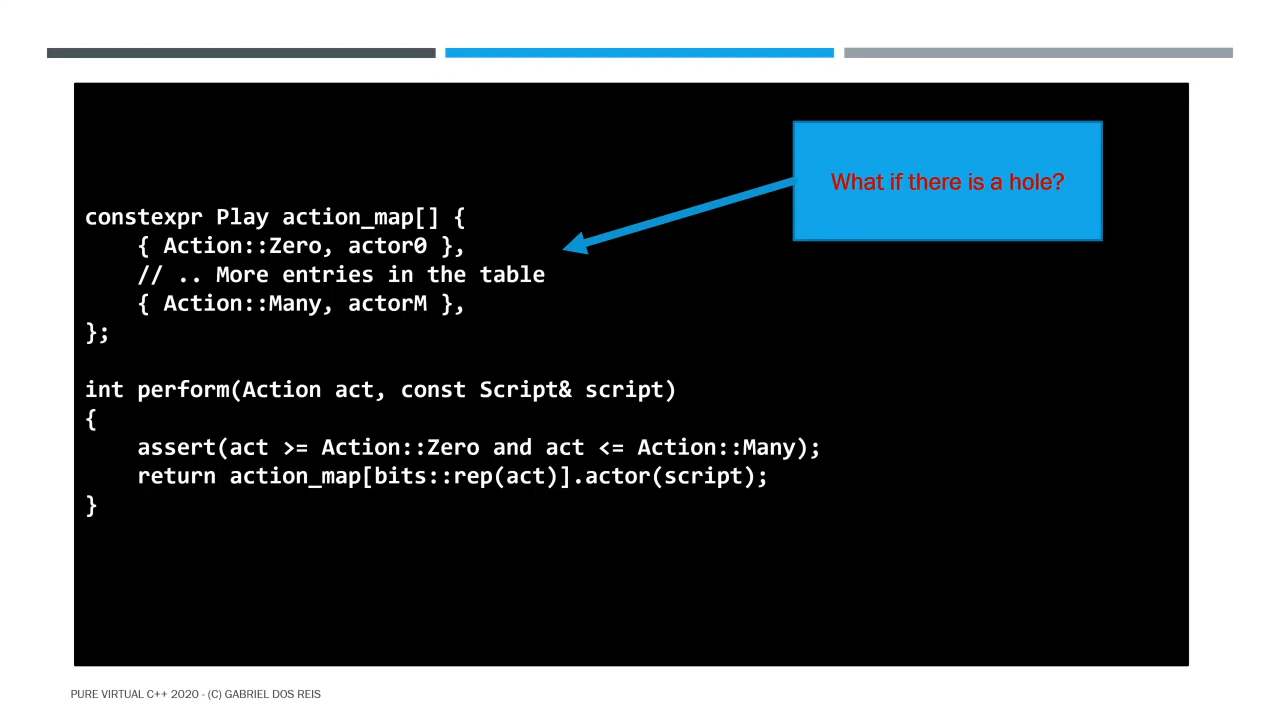 What if there is a hole?
constexpr Play action_map[] {
    { Action::Zero, actor0 },
    // .. More entries in the table
    { Action::Many, actorM },
};

int perform(Action act, const Script& script)
{
    assert(act >= Action::Zero and act <= Action::Many);
    return action_map[bits::rep(act)].actor(script);
}
PURE VIRTUAL C++ 2020 - (C) GABRIEL DOS REIS